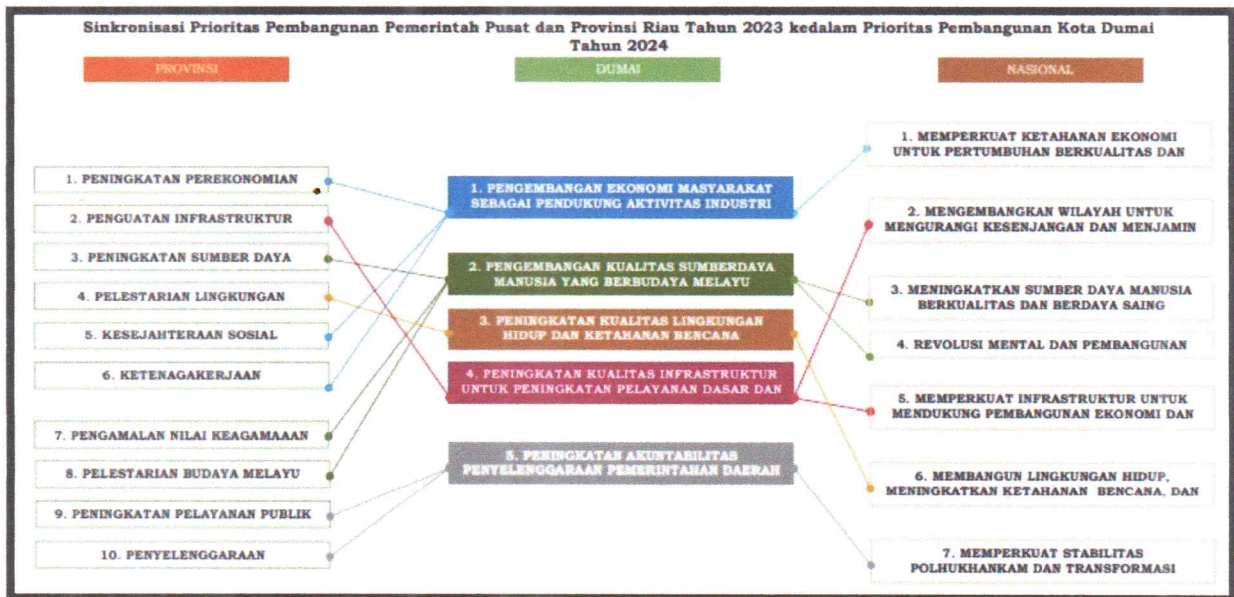 Sinkronisasi Prioritas Pembangunan Pemerintah Pusat dan Provinsi Riau Tahun 2023 kedalam Prioritas Pembangunan Kota Dumai
Tahun 2024
PROVINSI
1. PENINGKATAN PEREKONOMIAN
2. PENGUATAN INFRASTRUKTUR
3. PENINGKATAN SUMBER DAYA
4. PELESTARIAN LINGKUNGAN
5. KESEJAHTERAAN SOSIAL
6. KETENAGAKERJAAN
7. PENGAMALAN NILAI KEAGAMAAAN
8. PELESTARIAN BUDAYA MELAYU
9. PENINGKATAN PELAYANAN PUBLIK
10. PENYELENGGARAAN
DUMAI
1. PENGEMBANGAN EKONOMI MASYARAKAT
SEBAGAI PENDUKUNG AKTIVITAS INDUSTRI
2. PENGEMBANGAN KUALITAS SUMBERDAYA
MANUSIA YANG BERBUDAYA MELAYU
3. PENINGKATAN KUALITAS LINGKUNGAN
HIDUP DAN KETAHANAN BENCANA
4. PENINGKATAN KUALITAS INFRASTRUKTUR
UNTUK PENINGKATAN PELAYANAN DASAR DAN
5. PENINGKATAN AKUNTABILITAS
PENYELENGGARAAN PEMERINTAHAN DAERAH
NASIONAL
1. MEMPERKUAT KETAHANAN EKONOMI
UNTUK PERTUMBUHAN BERKUALITAS DAN
2. MENGEMBANGKAN WILAYAH UNTUK
MENGURANGI KESENJANGAN DAN MENJAMIN
3. MENINGKATKAN SUMBER DAYA MANUSIA
BERKUALITAS DAN BERDAYA SAING
4. REVOLUSI MENTAL DAN PEMBANGUNAN
5. MEMPERKUAT INFRASTRUKTUR UNTUK
MENDUKUNG PEMBANGUNAN EKONOMI DAN
6. MEMBANGUN LINGKUNGAN HIDUP,
MENINGKATKAN KETAHANAN BENCANA, DAN
7. MEMPERKUAT STABILITAS
POLHUKHANKAM DAN TRANSFORMASI